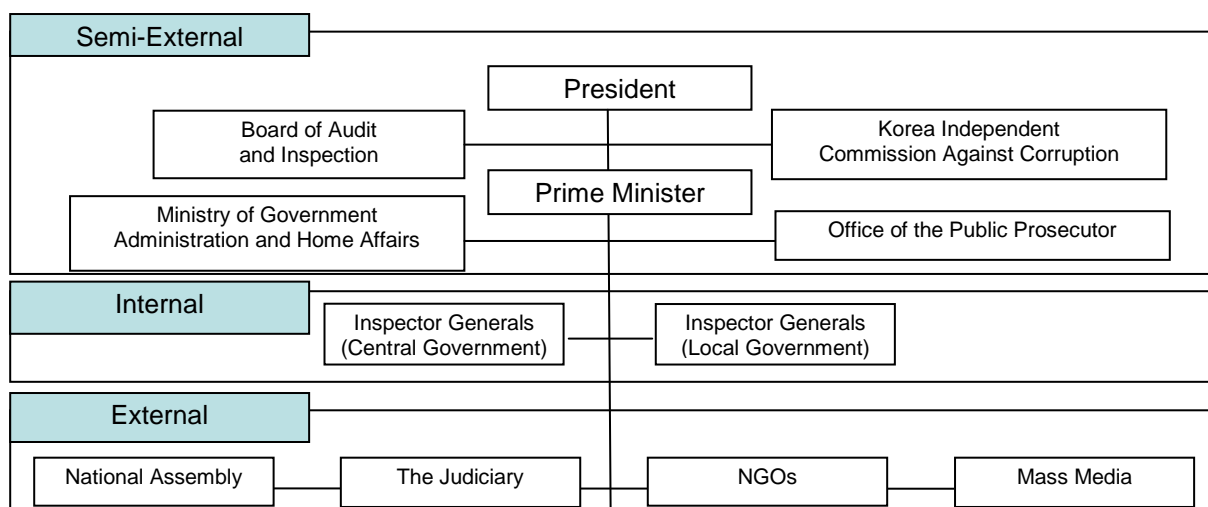 Semi-External
President
Board of Audit
and Inspection
Korea Independent
Commission Against Corruption
Prime Minister
Ministry of Government
Administration and Home Affairs
Office of the Public Prosecutor
Internal
Inspector Generals
(Central Government)
Inspector Generals
(Local Government)
External
National Assembly
The Judiciary
NGOs
Mass Media